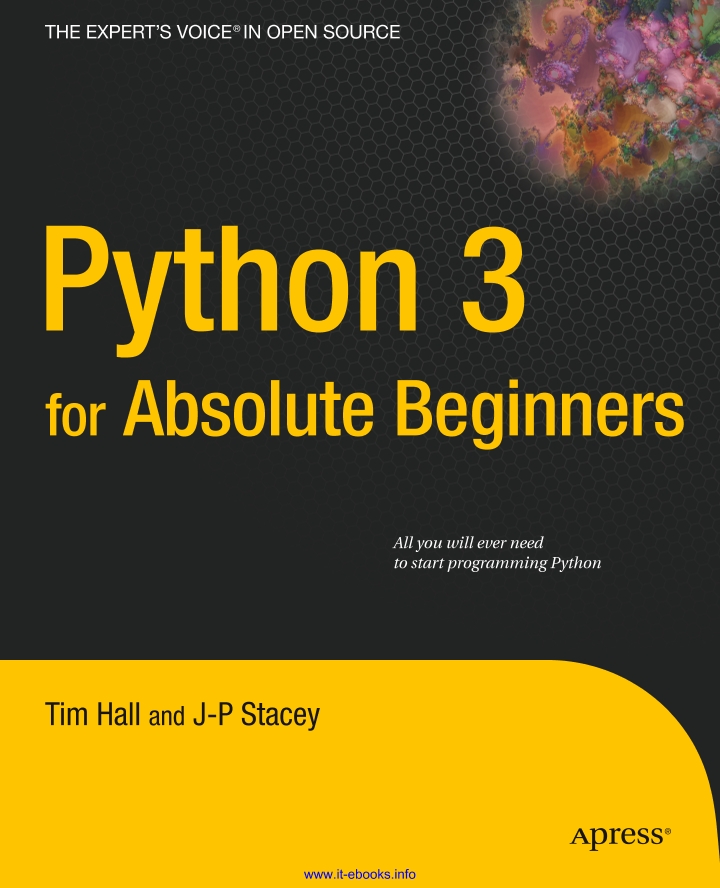 THE EXPERT'S VOICE® IN OPEN SOURCE
Python 3
for Absolute Beginners
All you will ever need
to start programming Python
Tim Hall and J-P Stacey
Apress®
www.it-ebooks.info